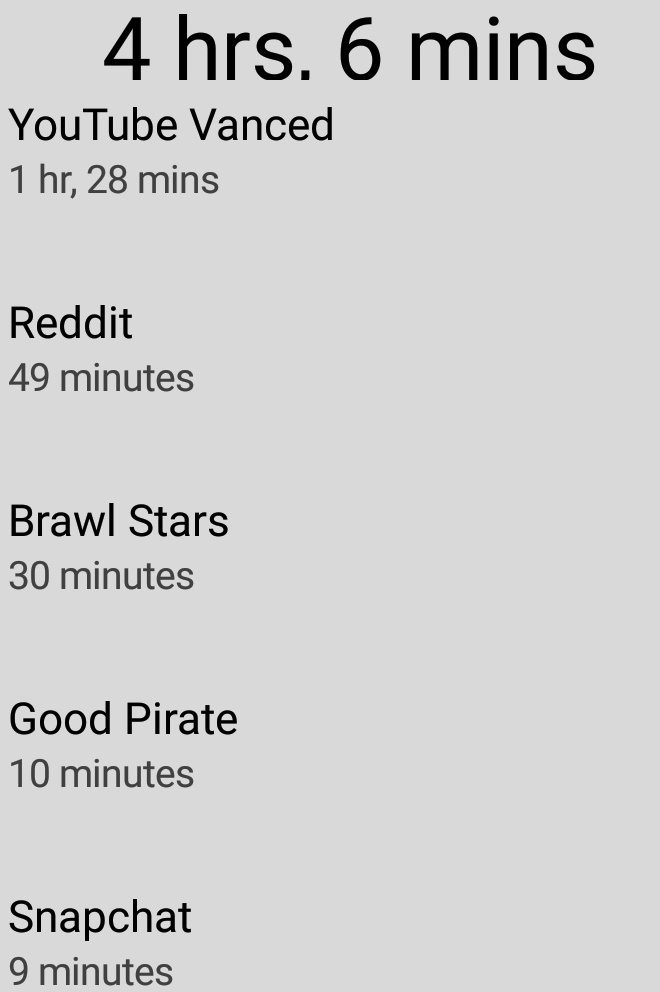 4 hrs. 6 mins
YouTube Vanced
1 hr, 28 mins
Reddit
49 minutes
Brawl Stars
30 minutes
Good Pirate
10 minutes
Snapchat
9 minutes